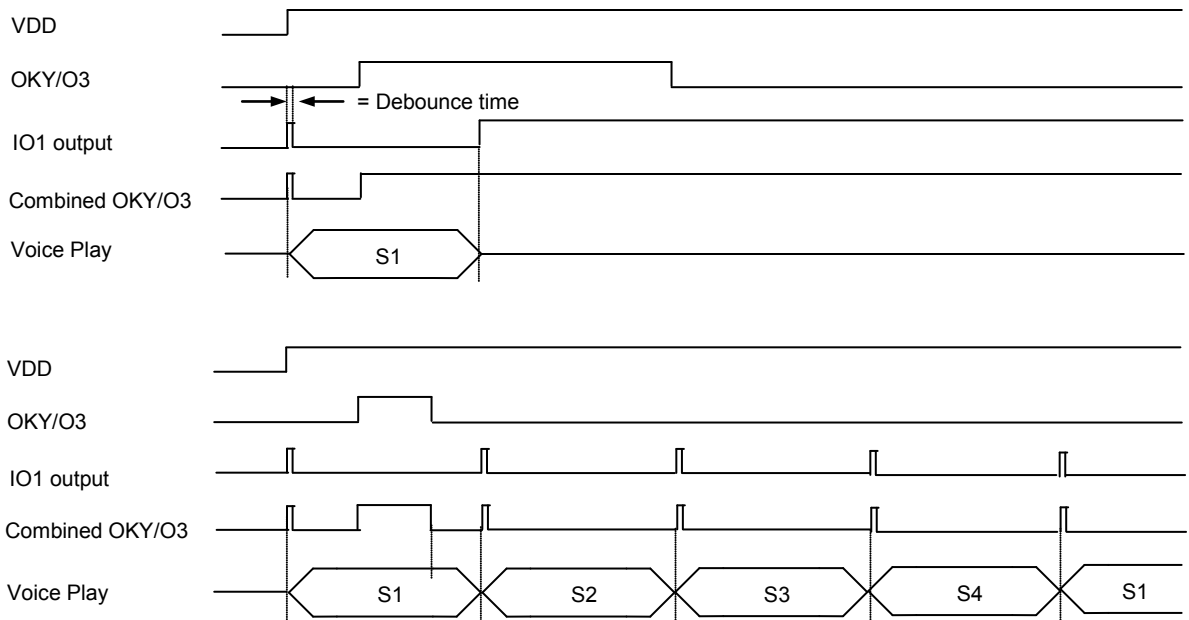 VDD
OKY/O3
= Debounce time
IO1 output
Combined OKY/O3
Voice Play
S1
VDD
OKY/O3
IO1 output
Combined OKY/O3
Voice Play
S1 S2 S3 S4 S1